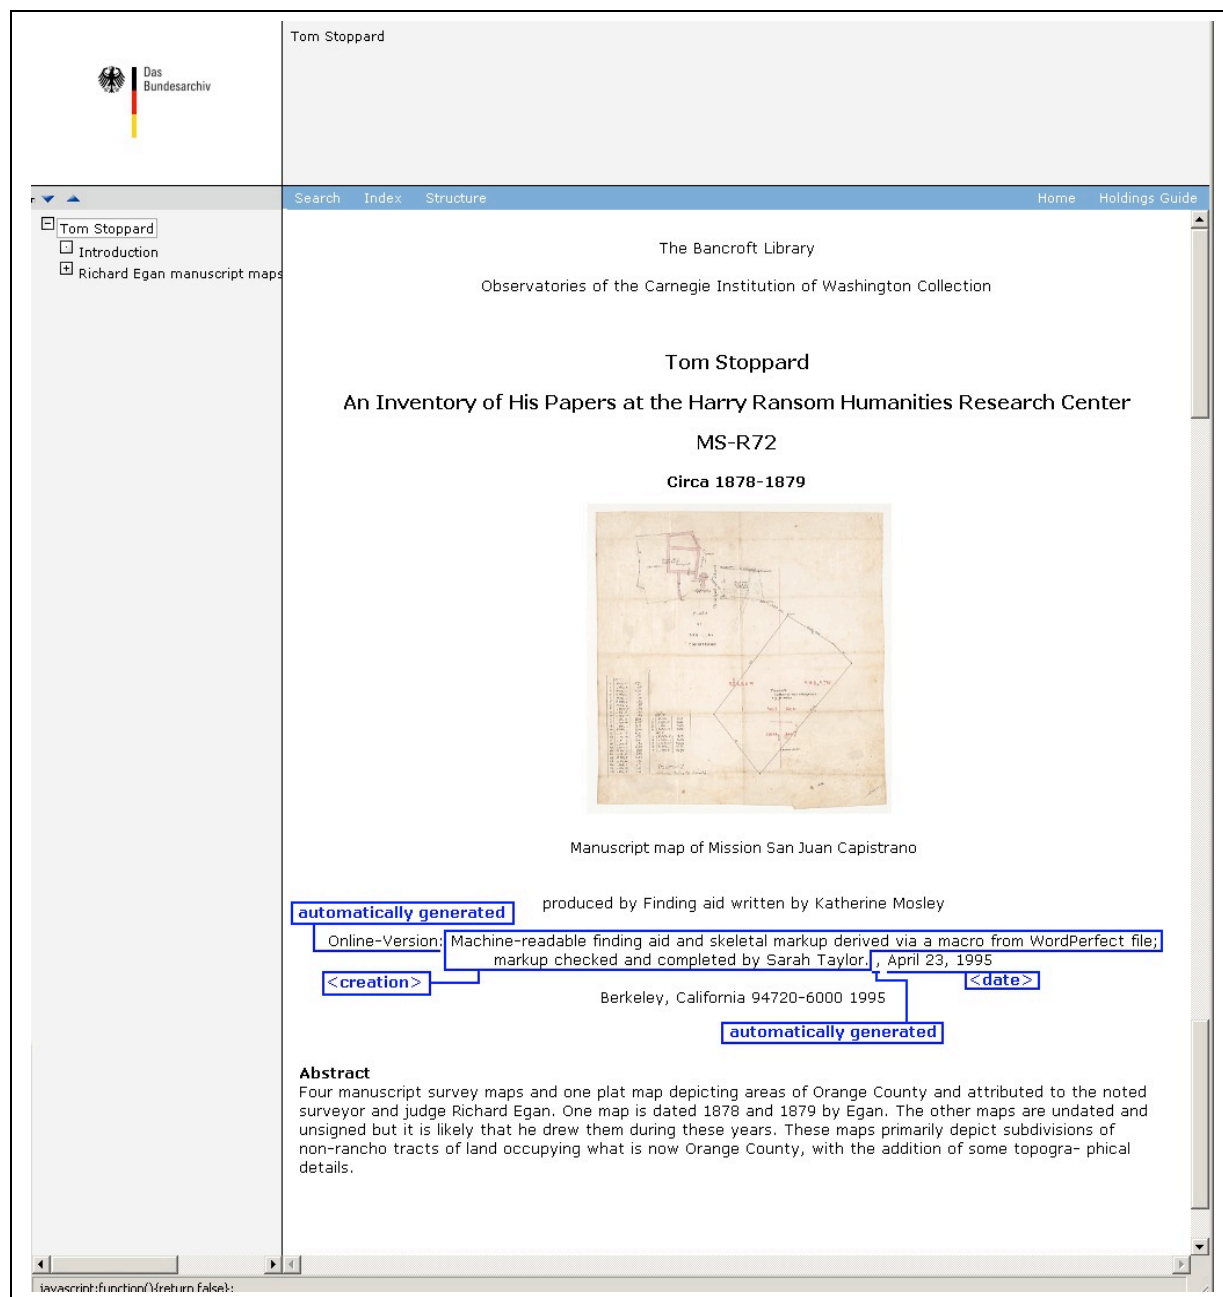 Tom Stoppard
Das
Bundesarchiv
Search Index Structure Home Holdings Guide
Tom Stoppard
Introduction
Richard Egan manuscript maps
The Bancroft Library
Observatories of the Carnegie Institution of Washington Collection
Tom Stoppard
An Inventory of His Papers at the Harry Ransom Humanities Research Center
MS-R72
Circa 1878-1879
Manuscript map of Mission San Juan Capistrano
produced by Finding aid written by Katherine Mosley
automatically generated
Online-Version: Machine-readable finding aid and skeletal markup derived via a macro from WordPerfect file;
markup checked and completed by Sarah Taylor. , April 23, 1995
<creation> <date>
Berkeley, California 94720-6000 1995
automatically generated
Abstract
Four manuscript survey maps and one plat map depicting areas of Orange County and attributed to the noted
surveyor and judge Richard Egan. One map is dated 1878 and 1879 by Egan. The other maps are undated and
unsigned but it is likely that he drew them during these years. These maps primarily depict subdivisions of
non-rancho tracts of land occupying what is now Orange County, with the addition of some topogra- phical
details.
javascript:function(){return false};